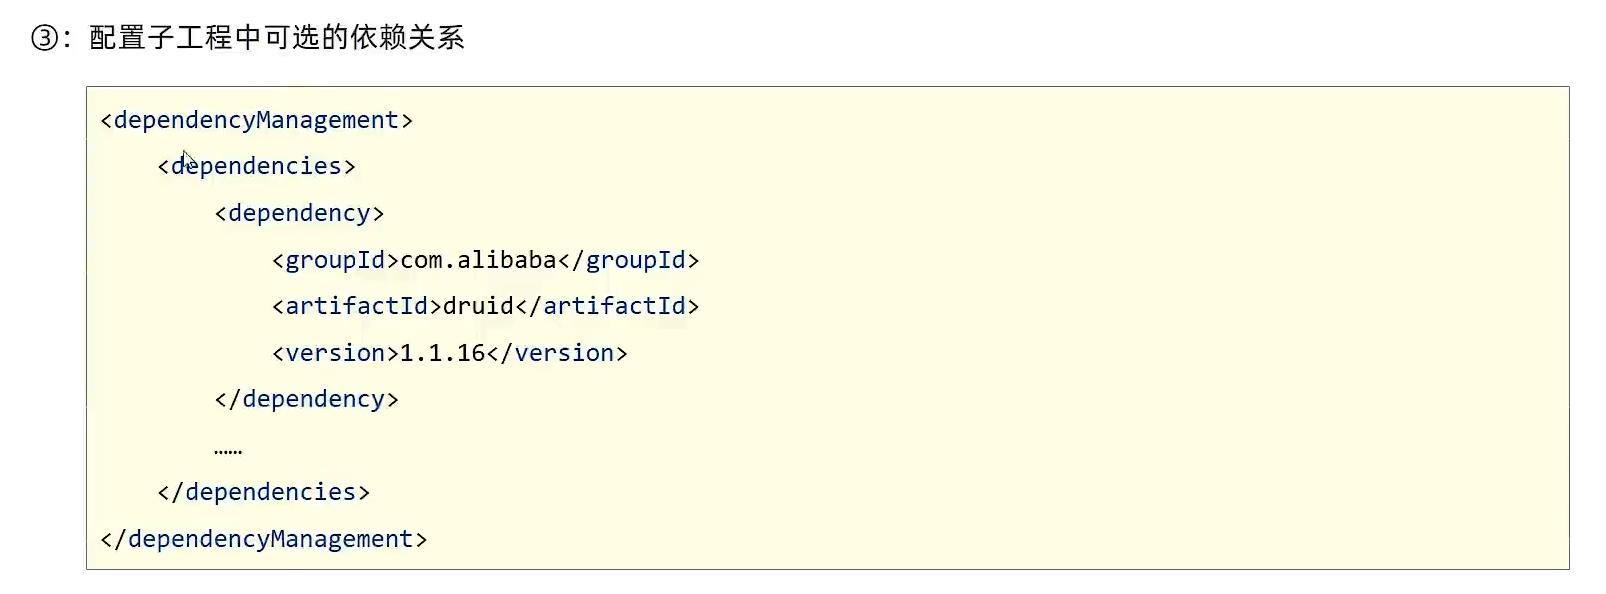 ③：配置子工程中可选的依赖关系
<dependencyManagement>
    <dependencies>
        <dependency>
            <groupId>com.alibaba</groupId>
            <artifactId>druid</artifactId>
            <version>1.1.16</version>
        </dependency>
        ……
    </dependencies>
</dependencyManagement>